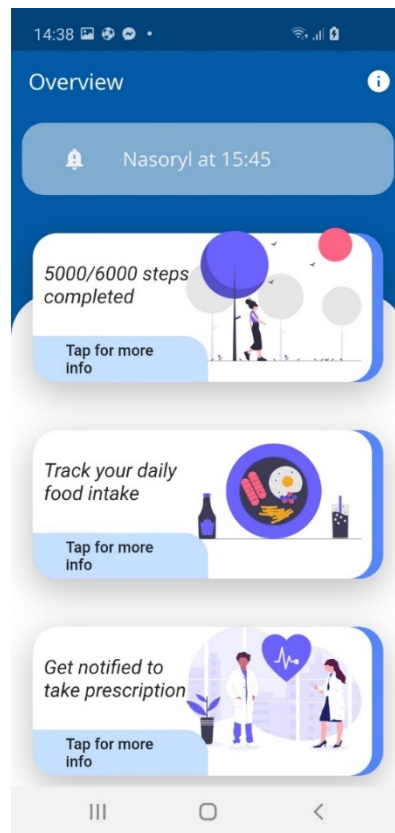 14:38
Overview
Nasoryl at 15:45
5000/6000 steps
completed
Tap for more
info
Track your daily
food intake
Tap for more
info
Get notified to
take prescription
Tap for more
info